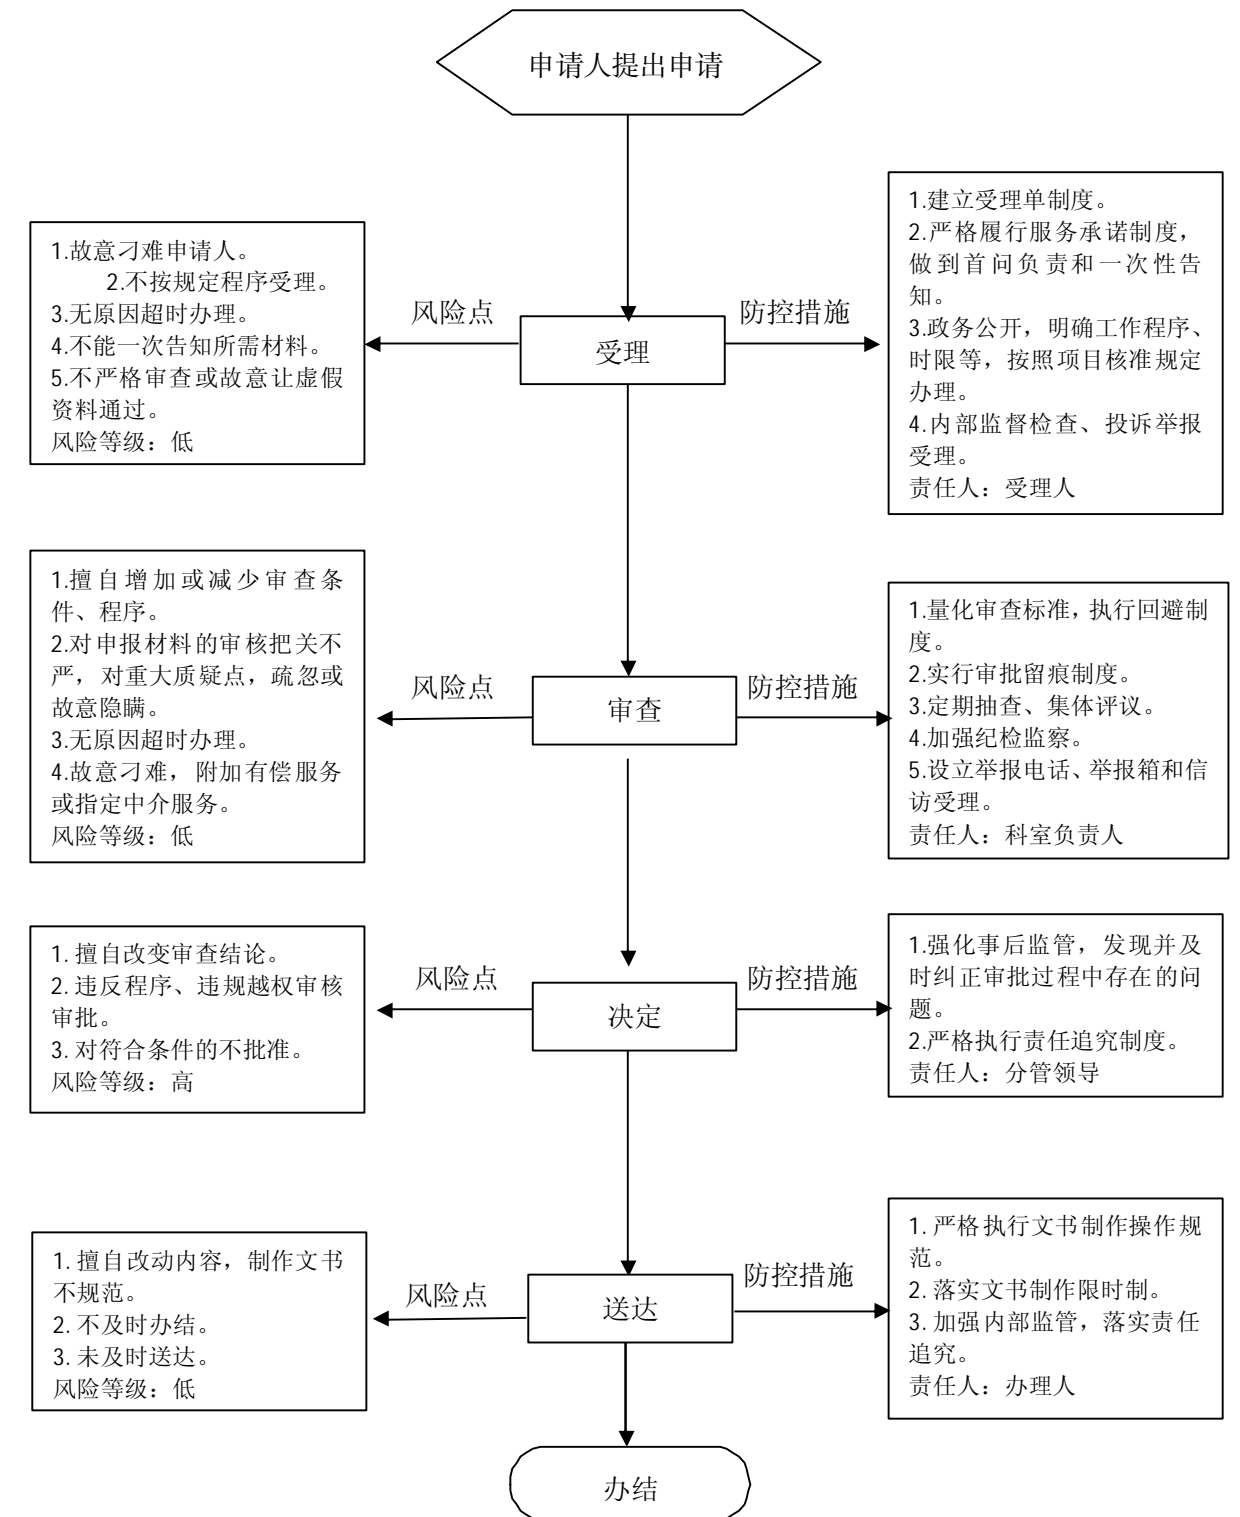 申请人提出申请
1.故意刁难申请人。
2.不按规定程序受理。
3.无原因超时办理。
4.不能一次告知所需材料。
5.不严格审查或故意让虚假
资料通过。
风险等级：低
风险点
受理
防控措施
1.建立受理单制度。
2.严格履行服务承诺制度，
做到首问负责和一次性告
知。
3.政务公开，明确工作程序、
时限等，按照项目核准规定
办理。
4.内部监督检查、投诉举报
受理。
责任人：受理人
1.擅自增加或减少审查条
件、程序。
2.对申报材料的审核把关不
严，对重大质疑点，疏忽或
故意隐瞒。
3.无原因超时办理。
4.故意刁难，附加有偿服务
或指定中介服务。
风险等级：低
风险点
审查
防控措施
1.量化审查标准，执行回避制
度。
2.实行审批留痕制度。
3.定期抽查、集体评议。
4.加强纪检监察。
5.设立举报电话、举报箱和信
访受理。
责任人：科室负责人
1. 擅自改变审查结论。
2. 违反程序、违规越权审核
审批。
3. 对符合条件的不批准。
风险等级：高
风险点
决定
防控措施
1.强化事后监管，发现并及
时纠正审批过程中存在的问
题。
2.严格执行责任追究制度。
责任人：分管领导
1. 擅自改动内容，制作文书
不规范。
2. 不及时办结。
3. 未及时送达。
风险等级：低
风险点
送达
防控措施
1. 严格执行文书制作操作规
范。
2. 落实文书制作限时制。
3. 加强内部监管，落实责任
追究。
责任人：办理人
办结